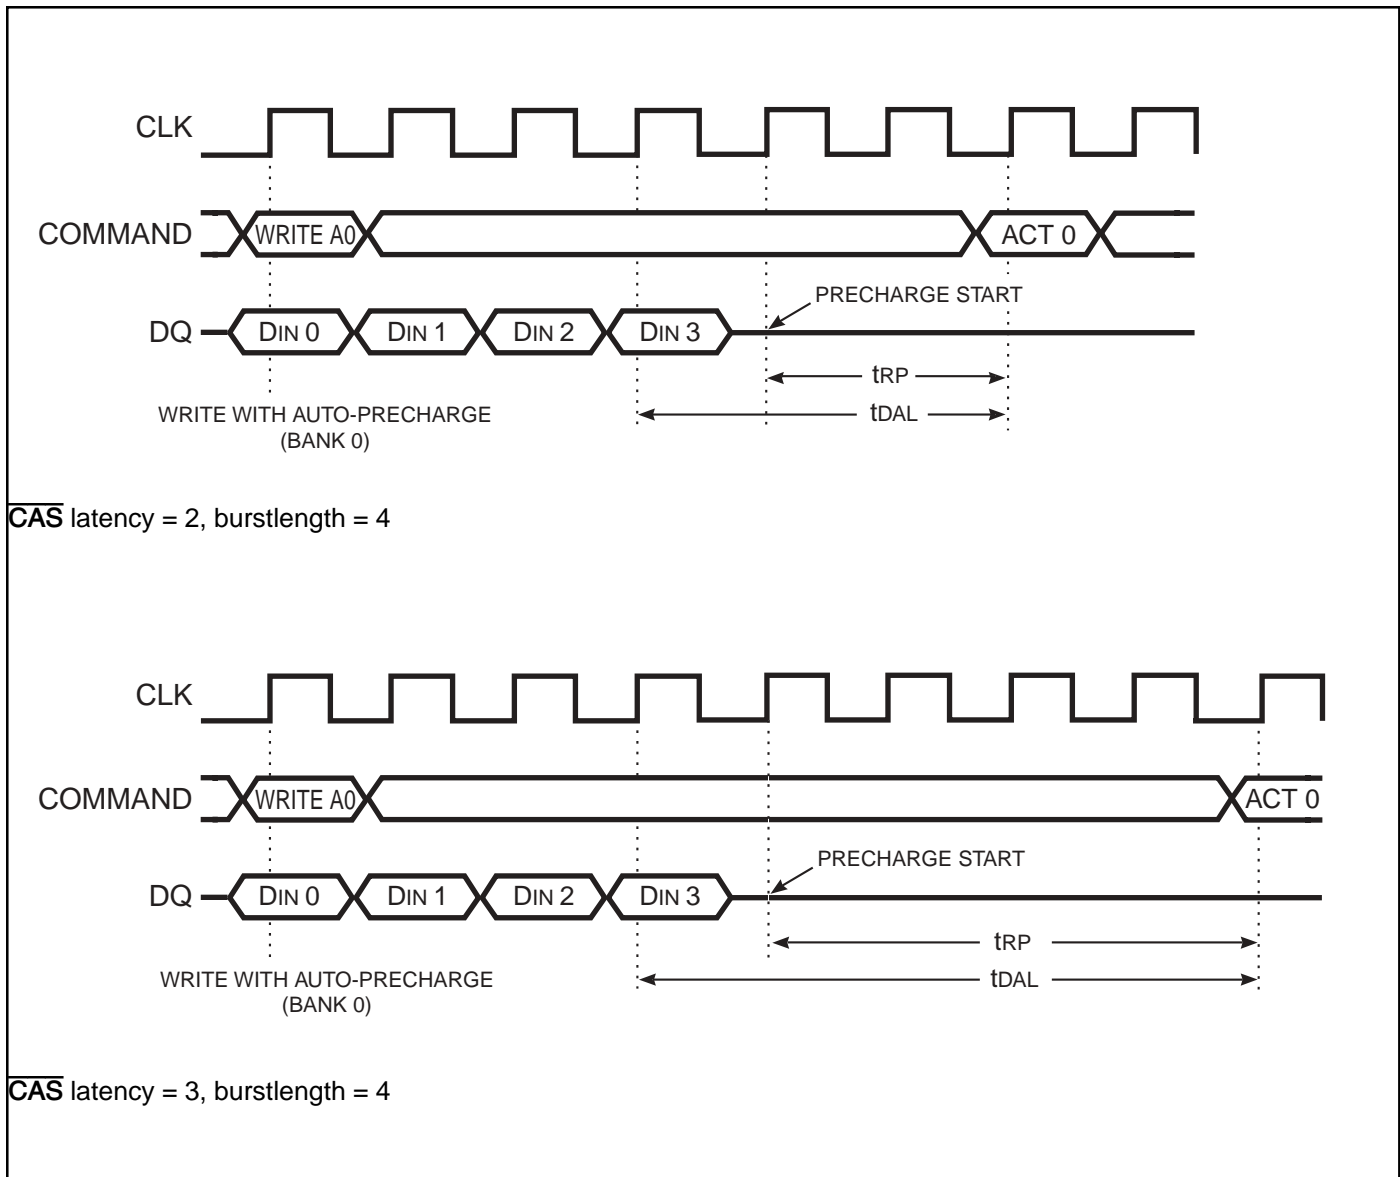 CLK
COMMAND WRITE A0 ACT 0
PRECHARGE START
DQ DIN 0 DIN 1 DIN 2 DIN 3
tRP
WRITE WITH AUTO-PRECHARGE tDAL
(BANK 0)
CAS latency = 2, burstlength = 4
CLK
COMMAND WRITE A0 ACT 0
PRECHARGE START
DQ DIN 0 DIN 1 DIN 2 DIN 3
tRP
WRITE WITH AUTO-PRECHARGE tDAL
(BANK 0)
CAS latency = 3, burstlength = 4